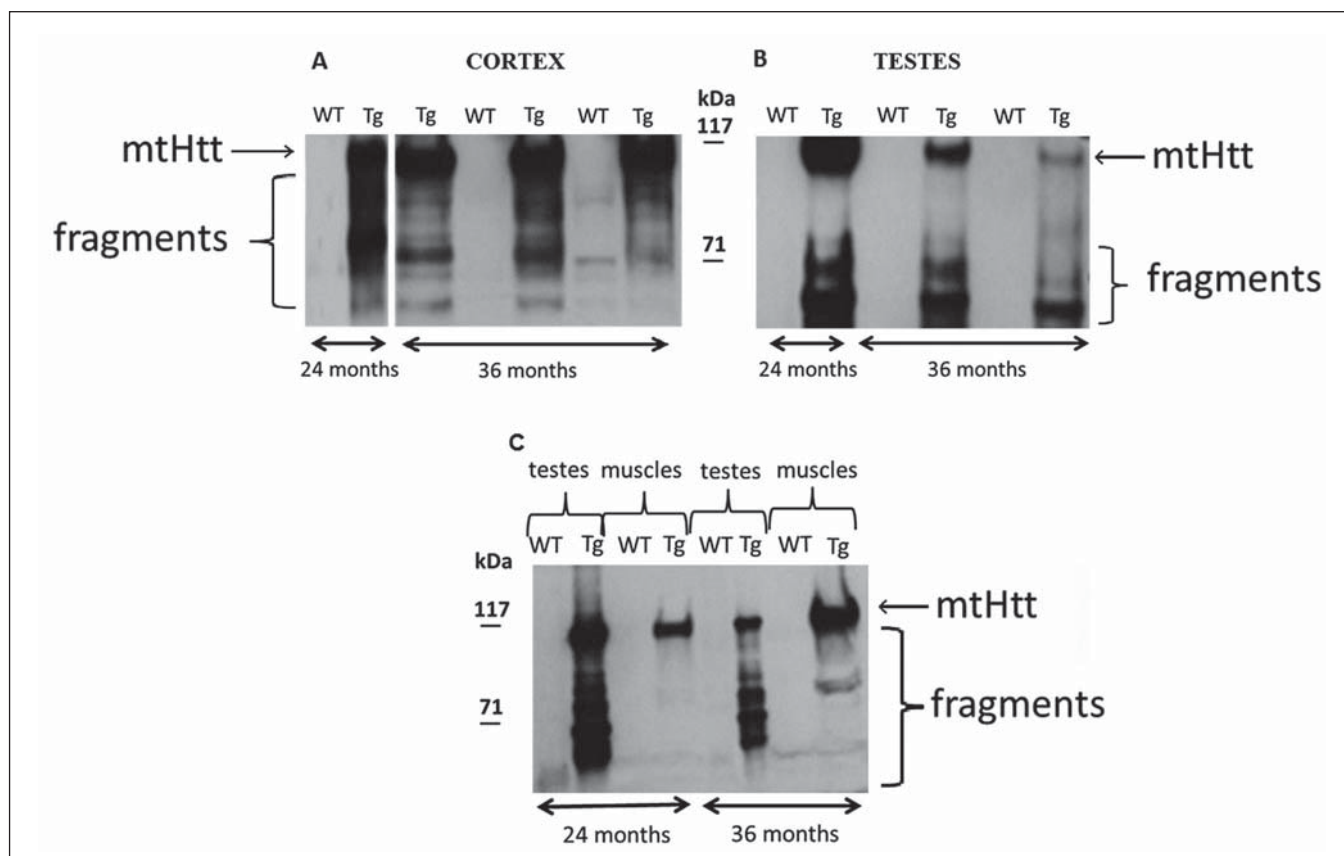 A CORTEX
WT Tg Tg WT Tg WT Tg
mtHtt
fragments
24 months 36 months
kDa
117
71
B TESTES
WT Tg WT Tg WT Tg
mtHtt
fragments
24 months 36 months
C
testes muscles testes muscles
WT Tg WT Tg WT Tg WT Tg
kDa
117
71
mtHtt
fragments
24 months 36 months